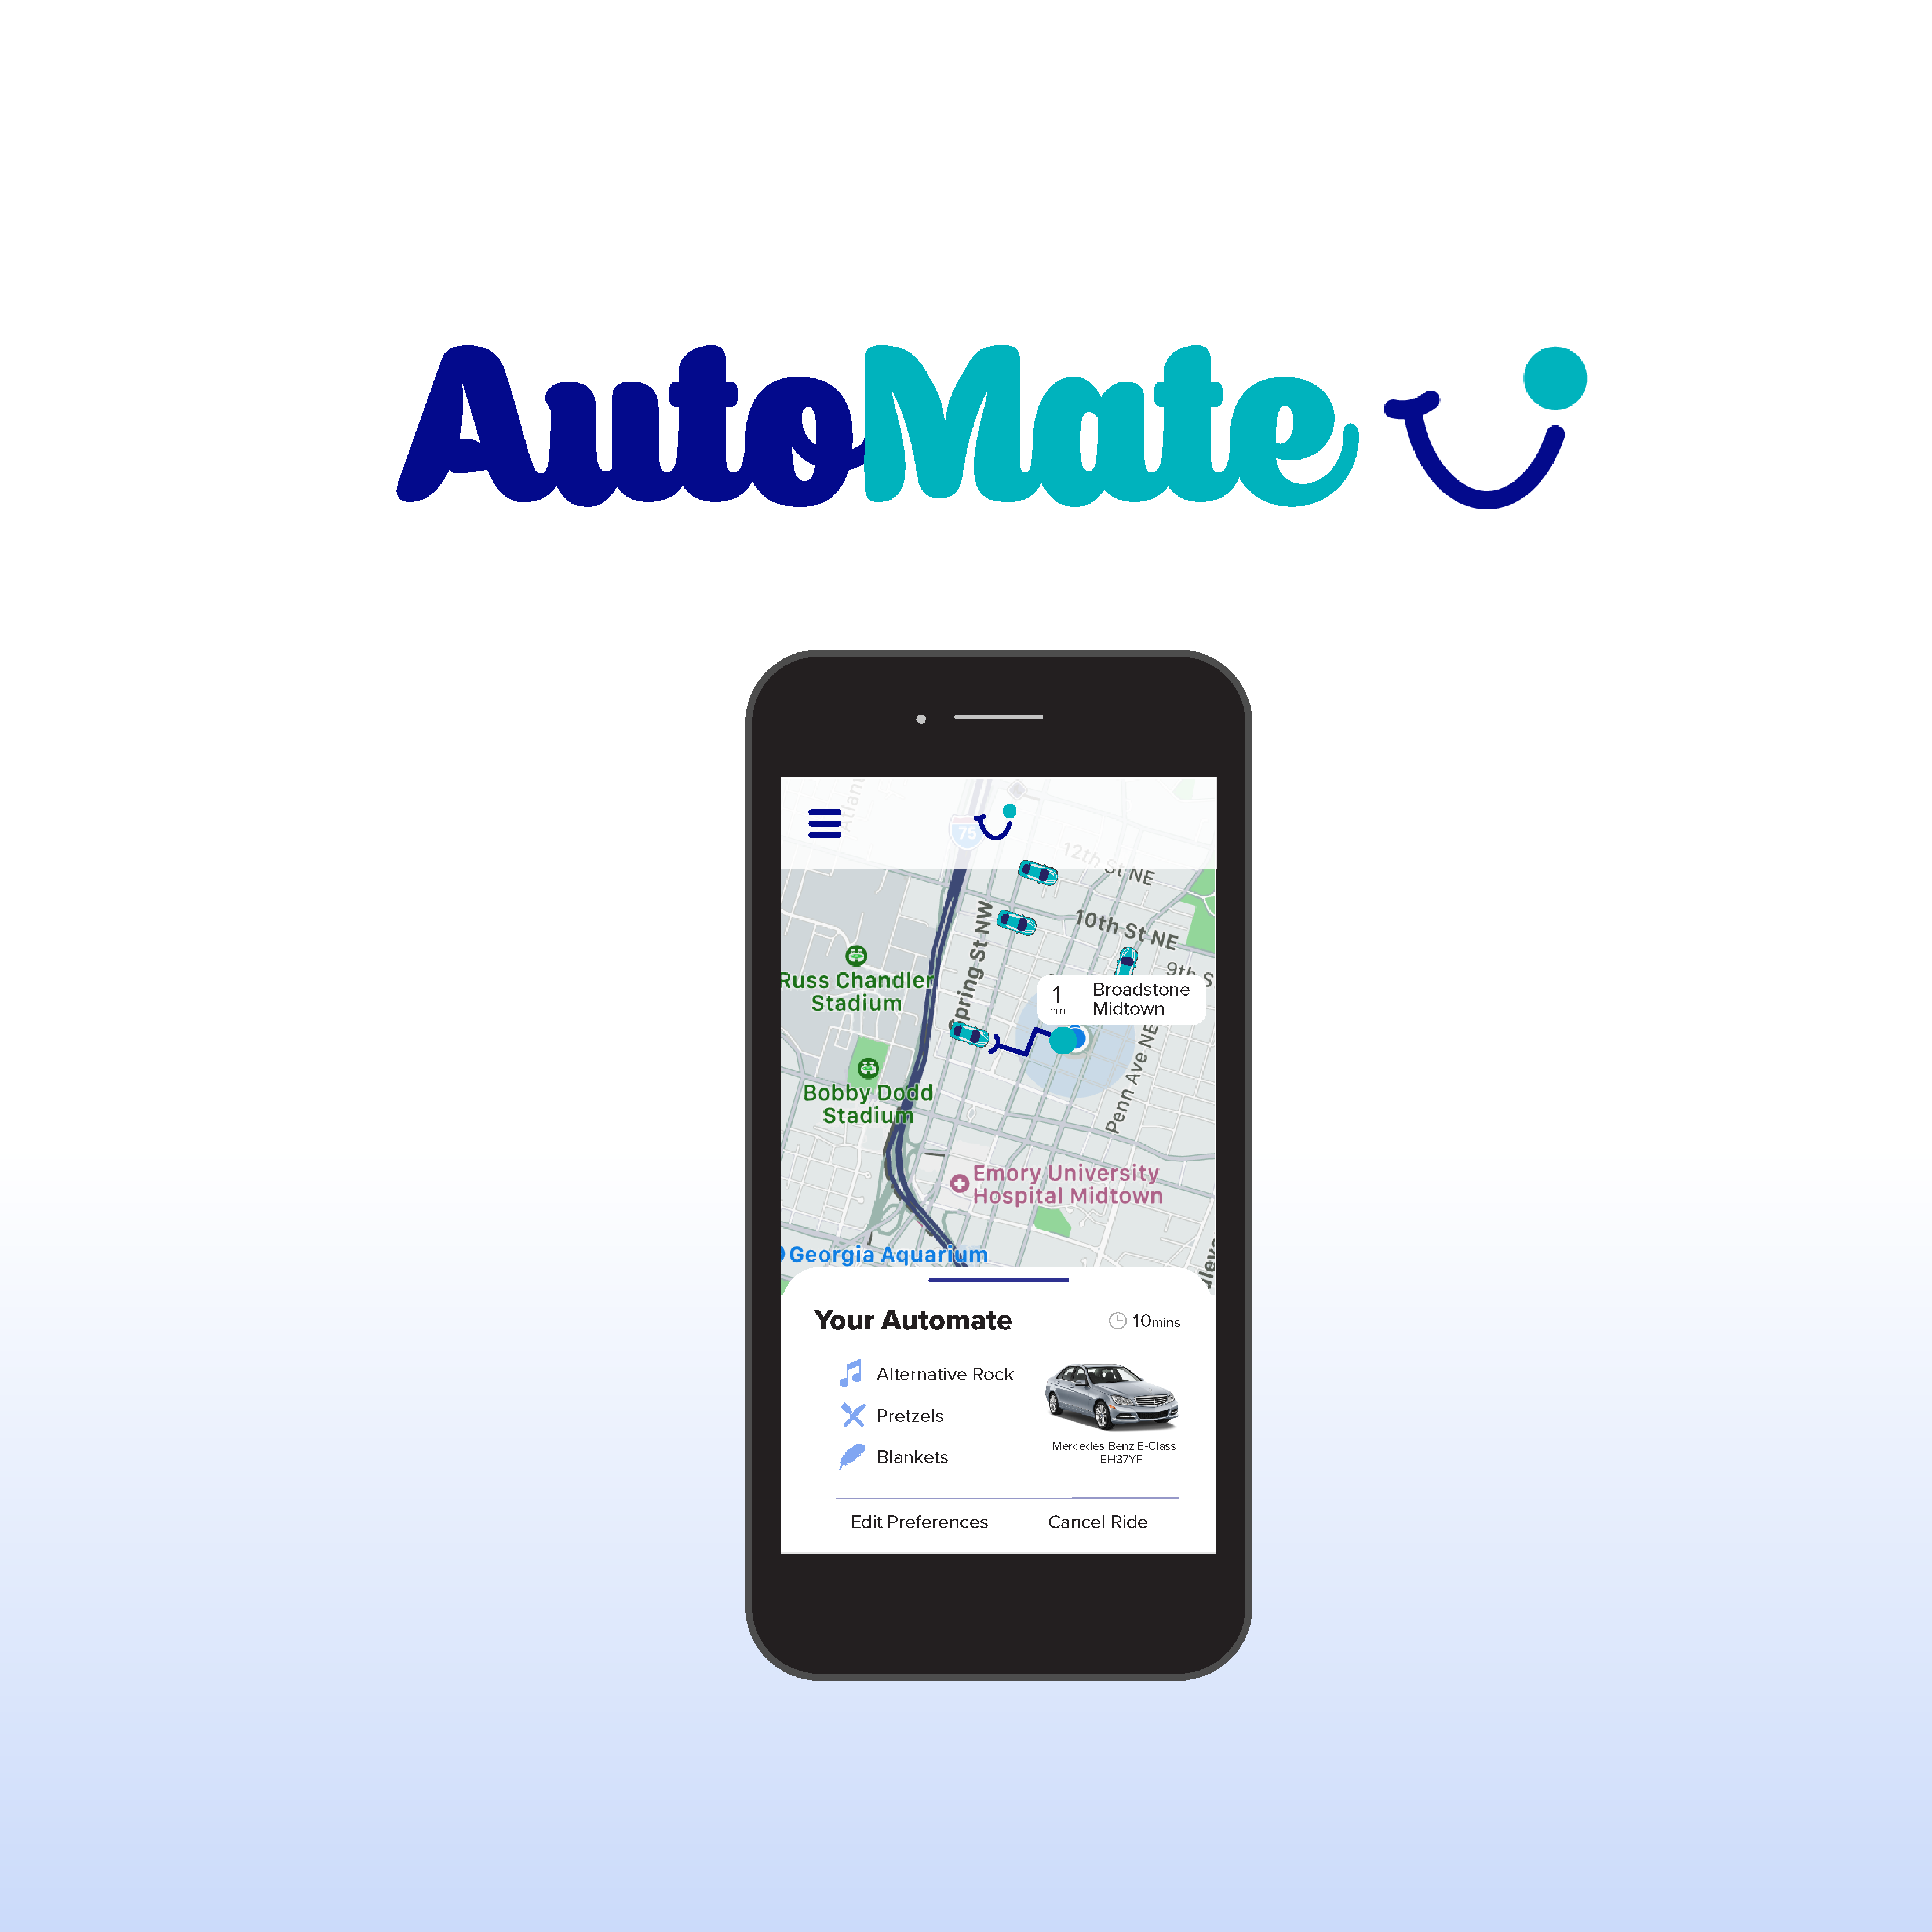 AutoMate
Atlan
75
12th St NE
10th St NE
9th S
Spring St NW
Russ Chandler
Stadium
1
min
Broadstone
Midtown
Penn Ave NE
Bobby Dodd
Stadium
Emory University
Hospital Midtown
Georgia Aquarium
Your Automate
10mins
Alternative Rock
Pretzels
Blankets
Mercedes Benz E-Class
EH37YF
Edit Preferences
Cancel Ride